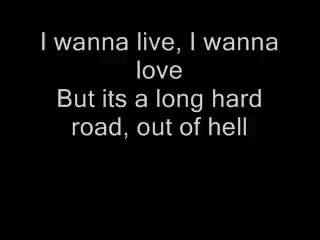 I wanna live, I wanna
love
But its a long hard
road, out of hell